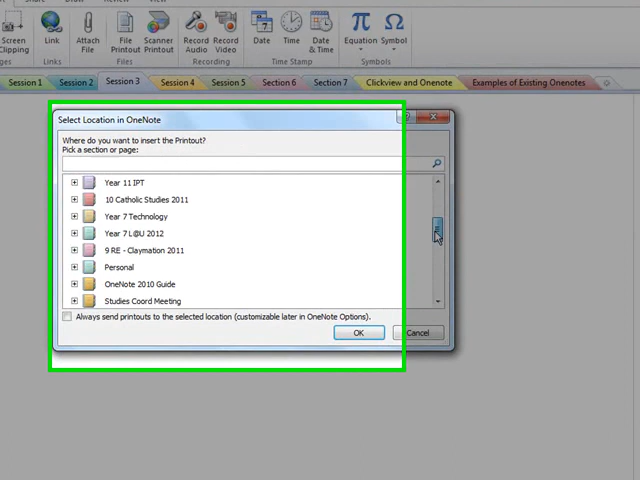 Screen Clipping
Link
Attach File
File Printout
Scanner Printout
Record Audio
Record Video
Date
Time
Date & Time
Equation
Symbol
Links
Files
Recording
Time Stamp
Symbols
Session 1
Session 2
Session 3
Session 4
Session 5
Section 6
Session 7
Clickview and Onenote
Examples of Existing Onenotes
Select Location in OneNote
Where do you want to insert the Printout?
Pick a section or page:
Year 11 IPT
10 Catholic Studies 2011
Year 7 Technology
Year 7 L@U 2012
9 RE - Claymation 2011
Personal
OneNote 2010 Guide
Studies Coord Meeting
Always send printouts to the selected location (customizable later in OneNote Options).
OK
Cancel